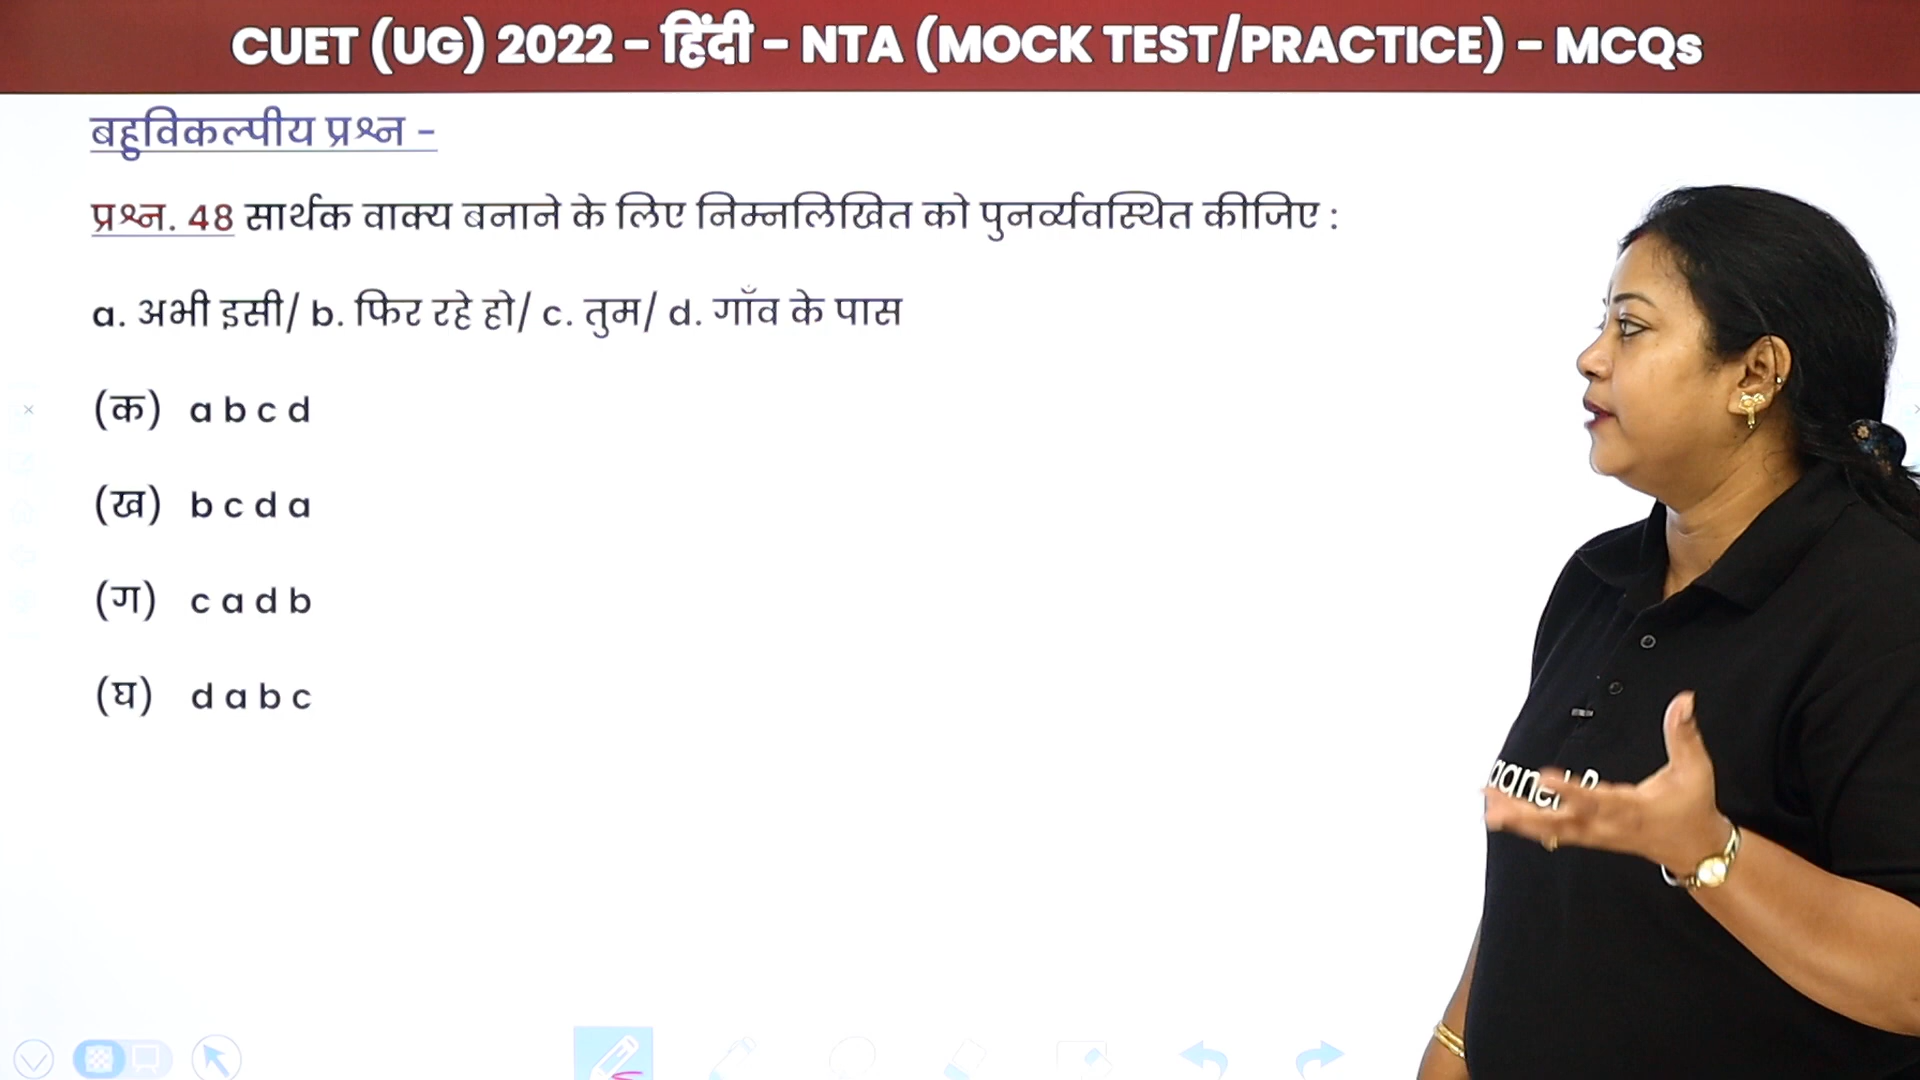 CUET (UG) 2022 – हिंदी – NTA (MOCK TEST/PRACTICE) – MCQs
बहुविकल्पीय प्रश्न –
प्रश्न. 48 सार्थक वाक्य बनाने के लिए निम्नलिखित को पुनर्व्यवस्थित कीजिए :
a. अभी इसी/ b. फिर रहे हो/ c. तुम/ d. गाँव के पास
(क) a b c d
(ख) b c d a
(ग) c a d b
(घ) d a b c